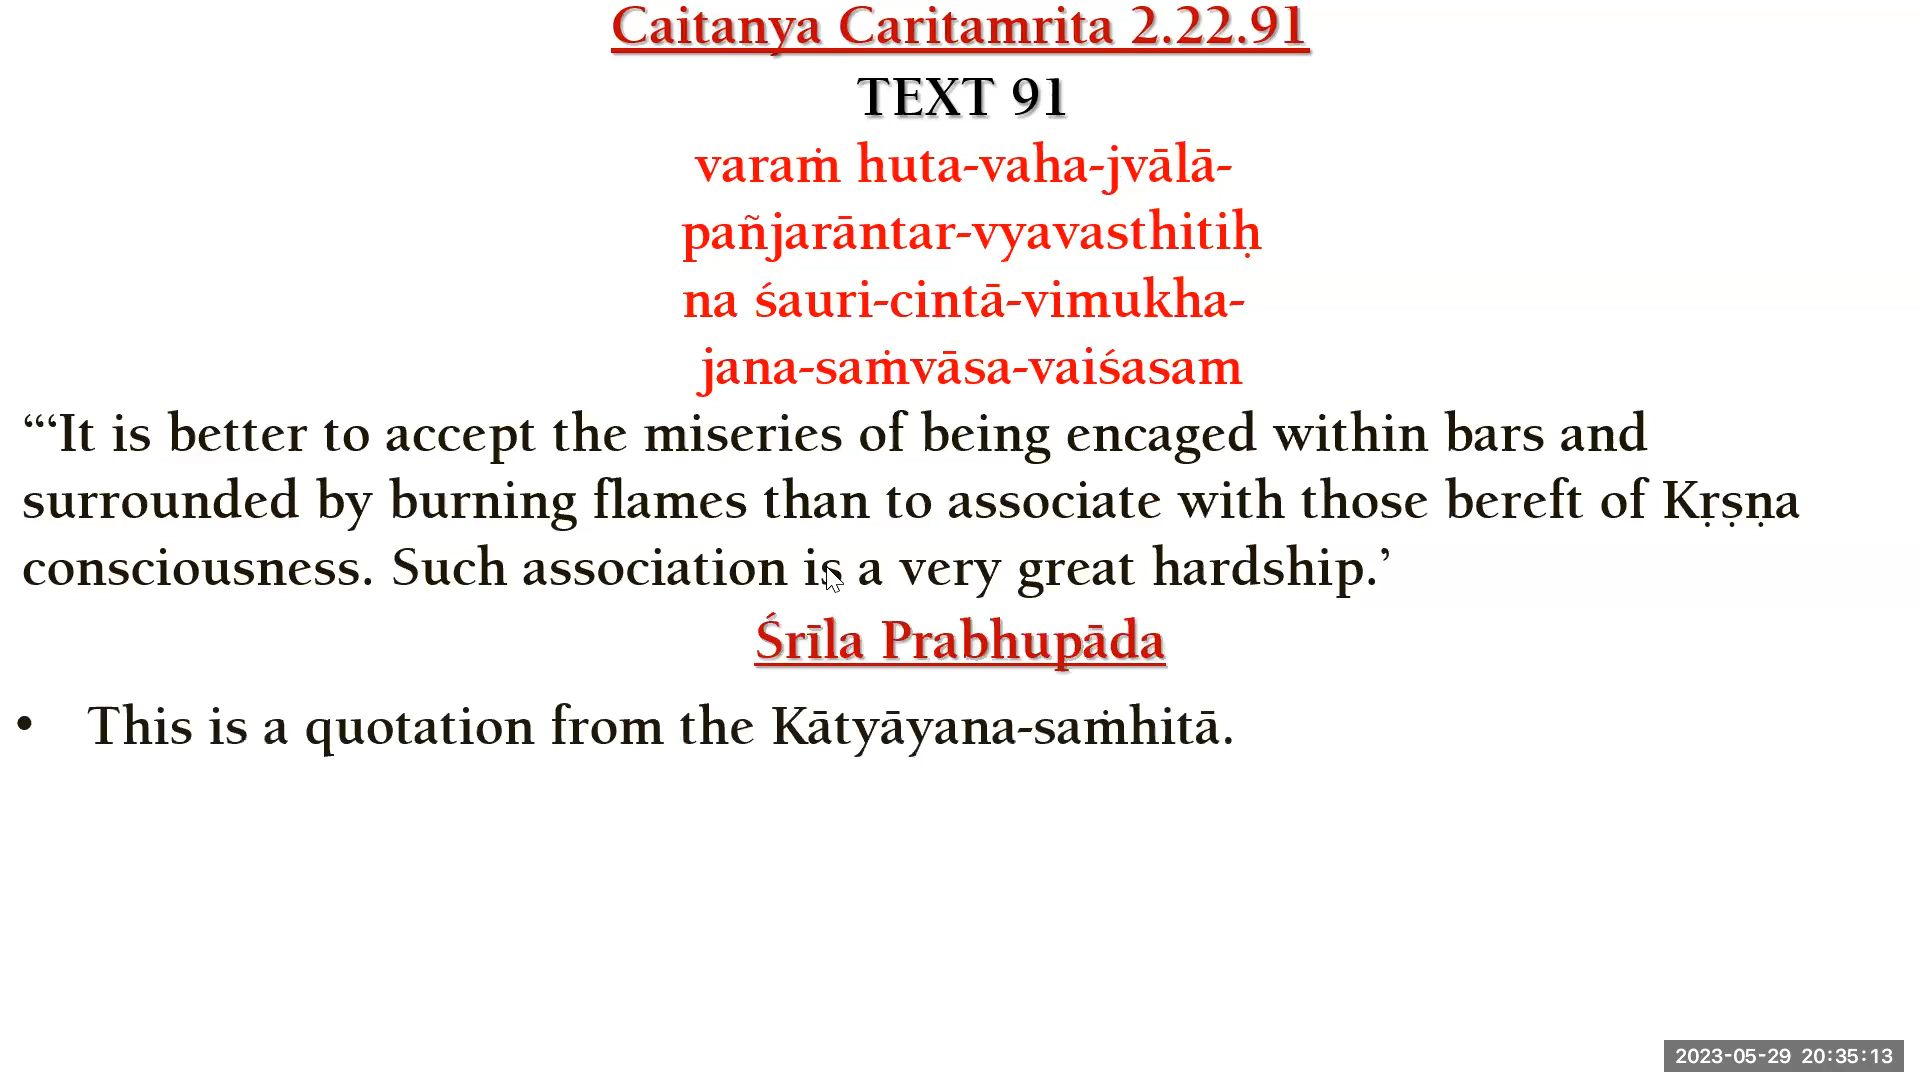 Caitanya Caritamrita 2.22.91
TEXT 91
varaṁ huta-vaha-jvālā-
pañjarāntar-vyavasthitiḥ
na śauri-cintā-vimukha-
jana-saṁvāsa-vaiśasam
“‘It is better to accept the miseries of being encaged within bars and
surrounded by burning flames than to associate with those bereft of Kṛṣṇa
consciousness. Such association is a very great hardship.’
Śrīla Prabhupāda
• This is a quotation from the Kātyāyana-saṁhitā.
2023-05-29 20:35:13